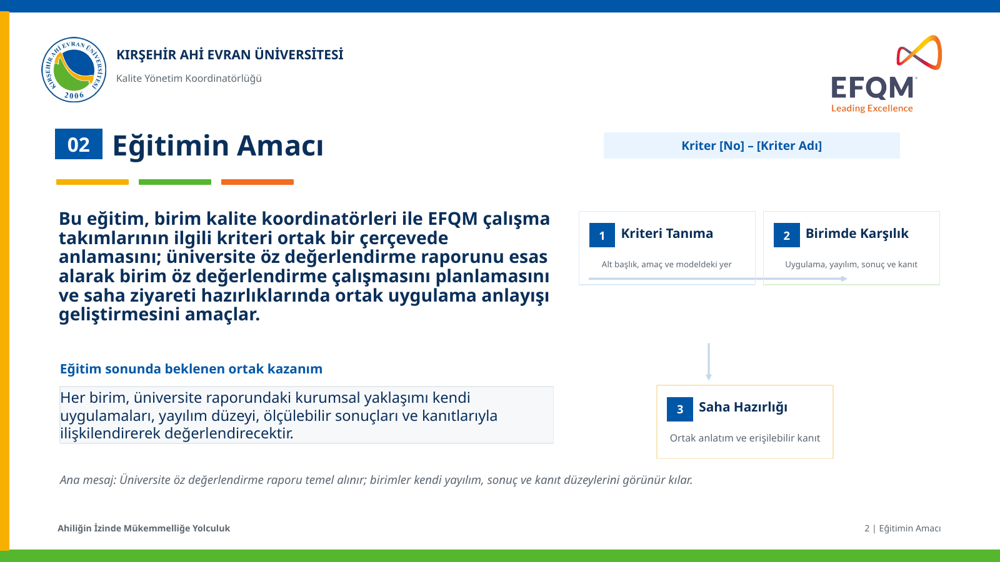 KIRŞEHİR AHİ EVRAN ÜNİVERSİTESİ
2006
KIRŞEHİR AHİ EVRAN ÜNİVERSİTESİ
Kalite Yönetim Koordinatörlüğü
EFQM
Leading Excellence
02
Eğitimin Amacı
Kriter [No] – [Kriter Adı]
Bu eğitim, birim kalite koordinatörleri ile EFQM çalışma
takımlarının ilgili kriteri ortak bir çerçevede
anlamasını; üniversite öz değerlendirme raporunu esas
alarak birim öz değerlendirme çalışmasını planlamasını
ve saha ziyareti hazırlıklarında ortak uygulama anlayışı
geliştirmesini amaçlar.
1
Kriteri Tanıma
Alt başlık, amaç ve modeldeki yer
2
Birimde Karşılık
Uygulama, yayılım, sonuç ve kanıt
3
Saha Hazırlığı
Ortak anlatım ve erişilebilir kanıt
Eğitim sonunda beklenen ortak kazanım
Her birim, üniversite raporundaki kurumsal yaklaşımı kendi
uygulamaları, yayılım düzeyi, ölçülebilir sonuçları ve kanıtlarıyla
ilişkilendirerek değerlendirecektir.
Ana mesaj: Üniversite öz değerlendirme raporu temel alınır; birimler kendi yayılım, sonuç ve kanıt düzeylerini görünür kılar.
Ahiliğin İzinde Mükemmelliğe Yolculuk
2 | Eğitimin Amacı